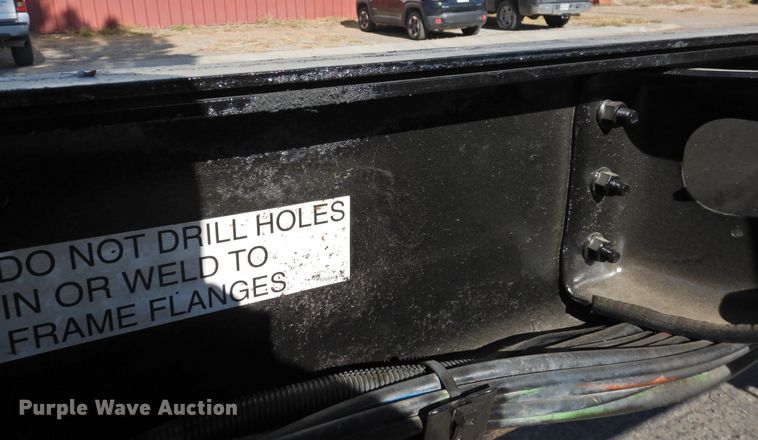 DO NOT DRILL HOLES
IN OR WELD TO
FRAME FLANGES
Purple Wave Auction